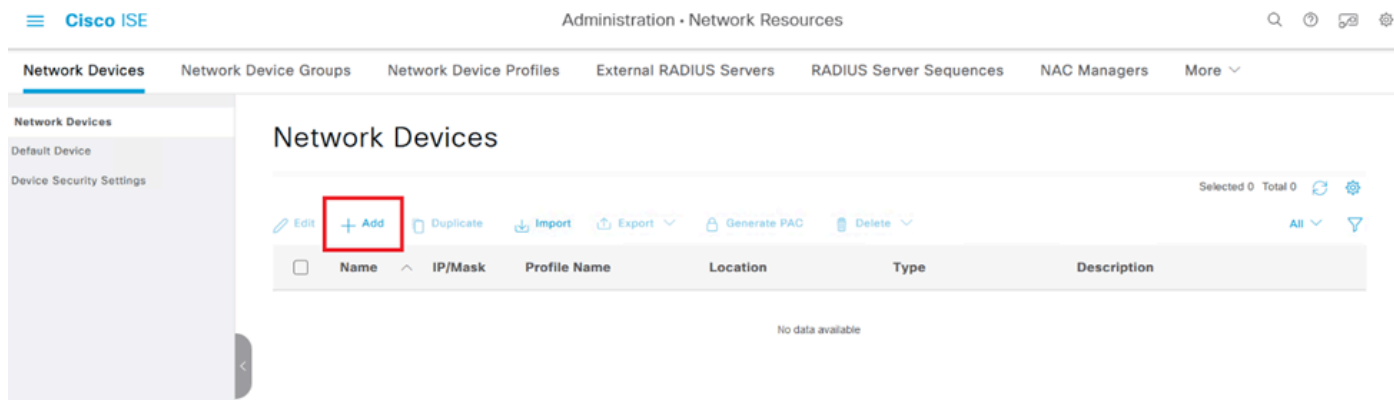 Cisco ISE
Administration · Network Resources
Network Devices Network Device Groups Network Device Profiles External RADIUS Servers RADIUS Server Sequences NAC Managers More
Network Devices
Default Device
Device Security Settings
Network Devices
Selected 0 Total 0
Edit Add Duplicate Import Export Generate PAC Delete All
Name IP/Mask Profile Name Location Type Description
No data available